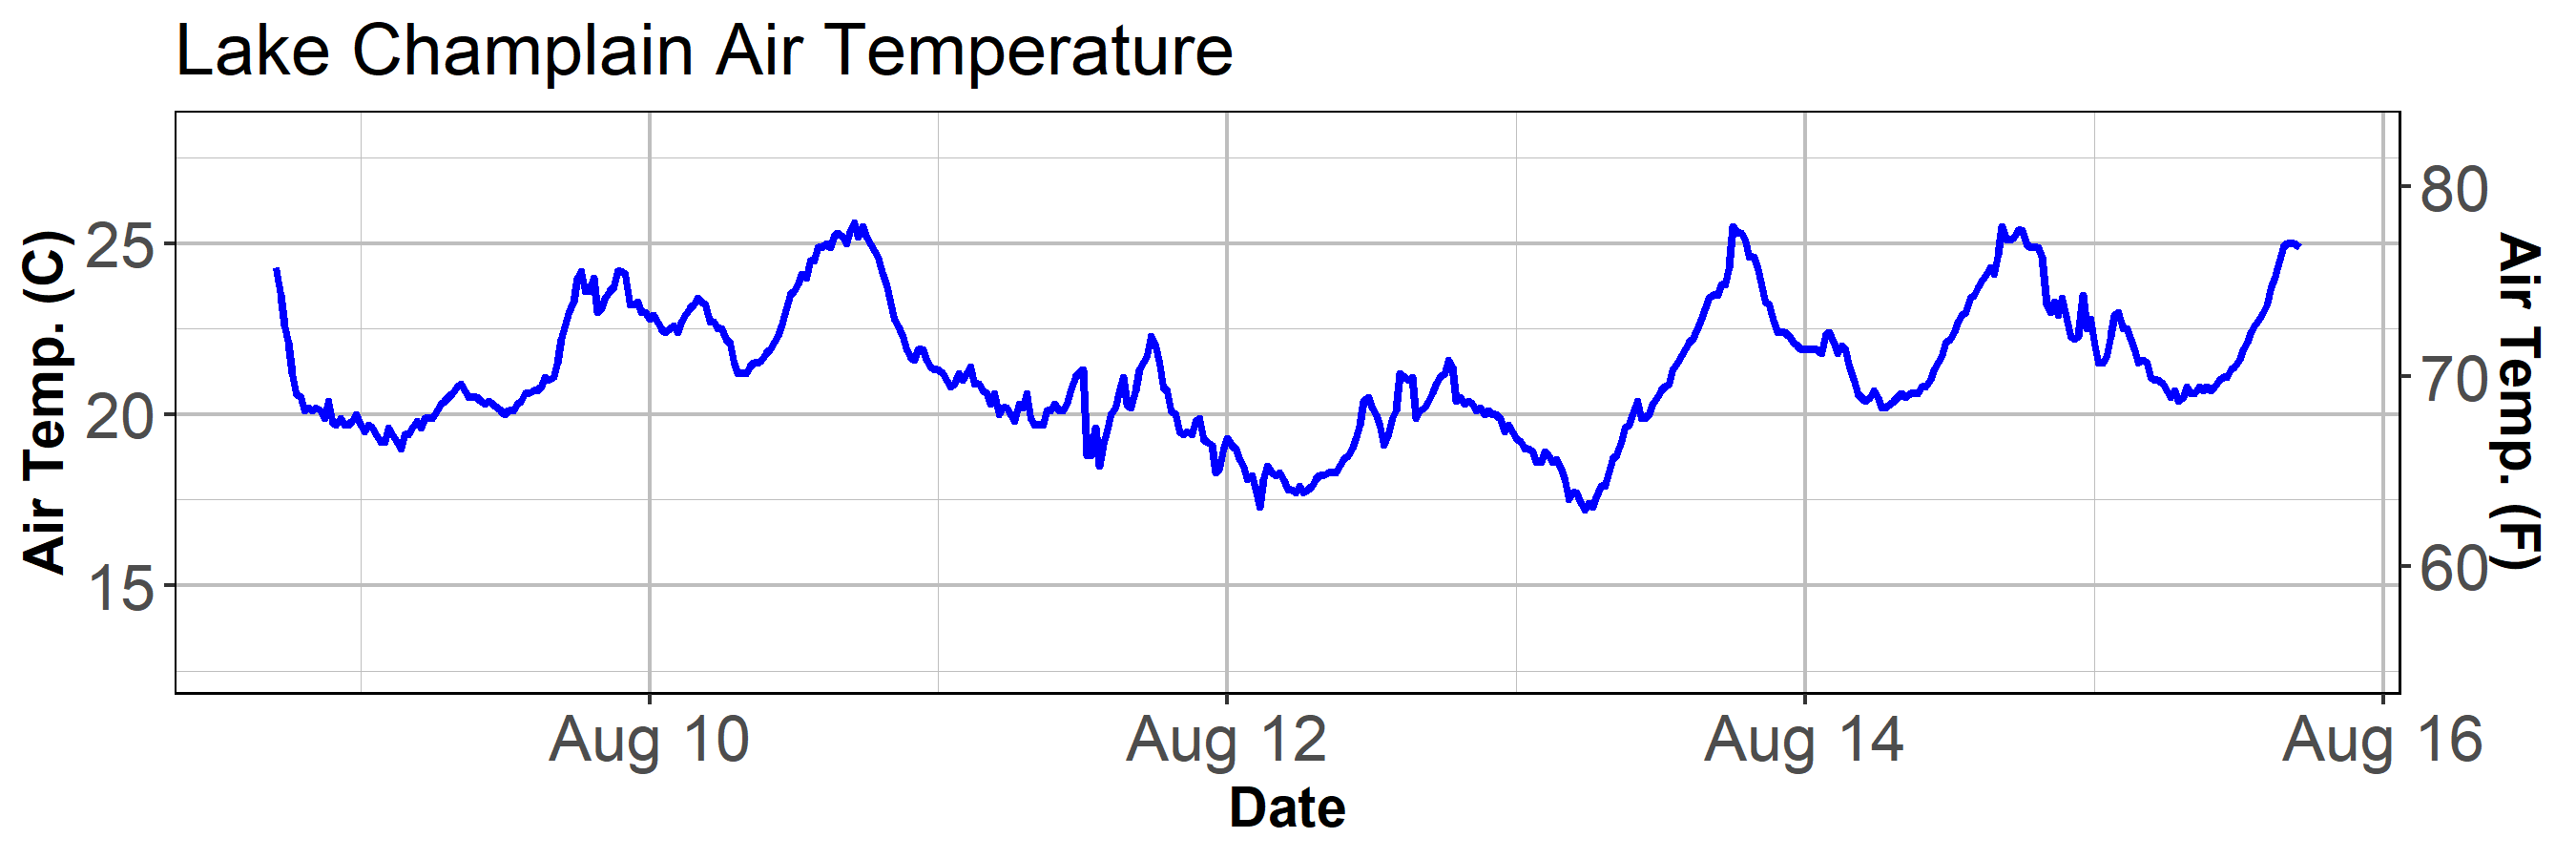 Lake Champlain Air Temperature
Air Temp. (C)
25
20
15
80
70
60
Air Temp. (F)
Aug 10
Aug 12
Aug 14
Aug 16
Date